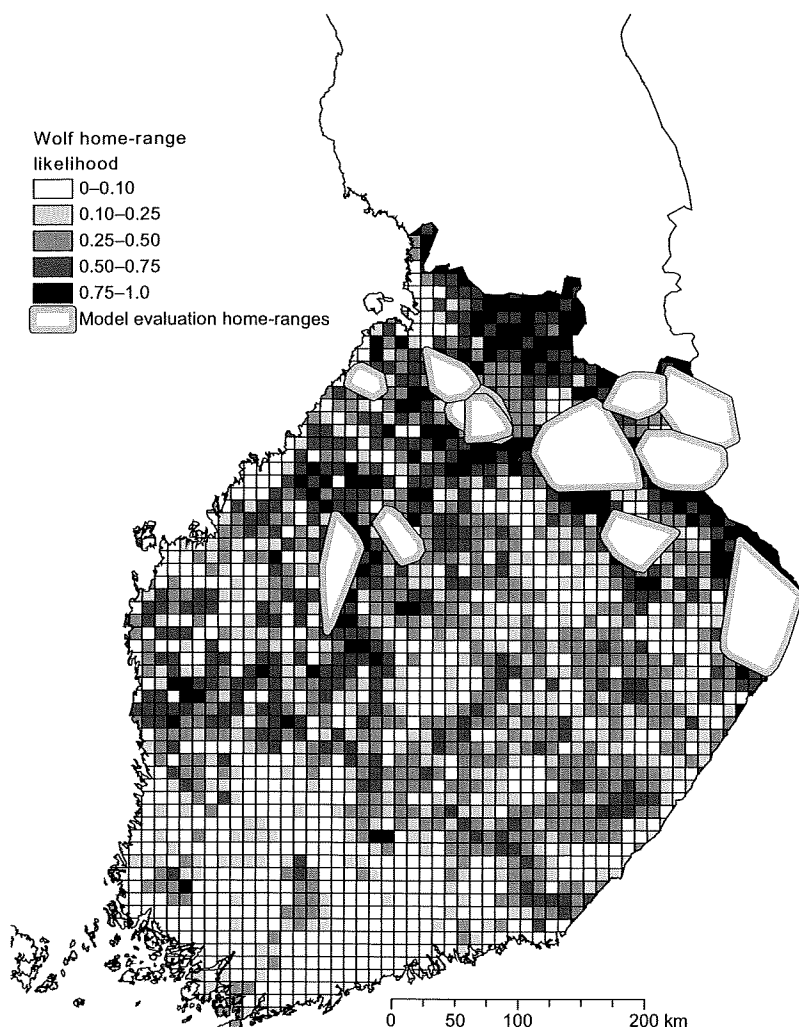 Wolf home-range
likelihood
0–0.10
0.10–0.25
0.25–0.50
0.50–0.75
0.75–1.0
Model evaluation home-ranges
0 50 100 200 km